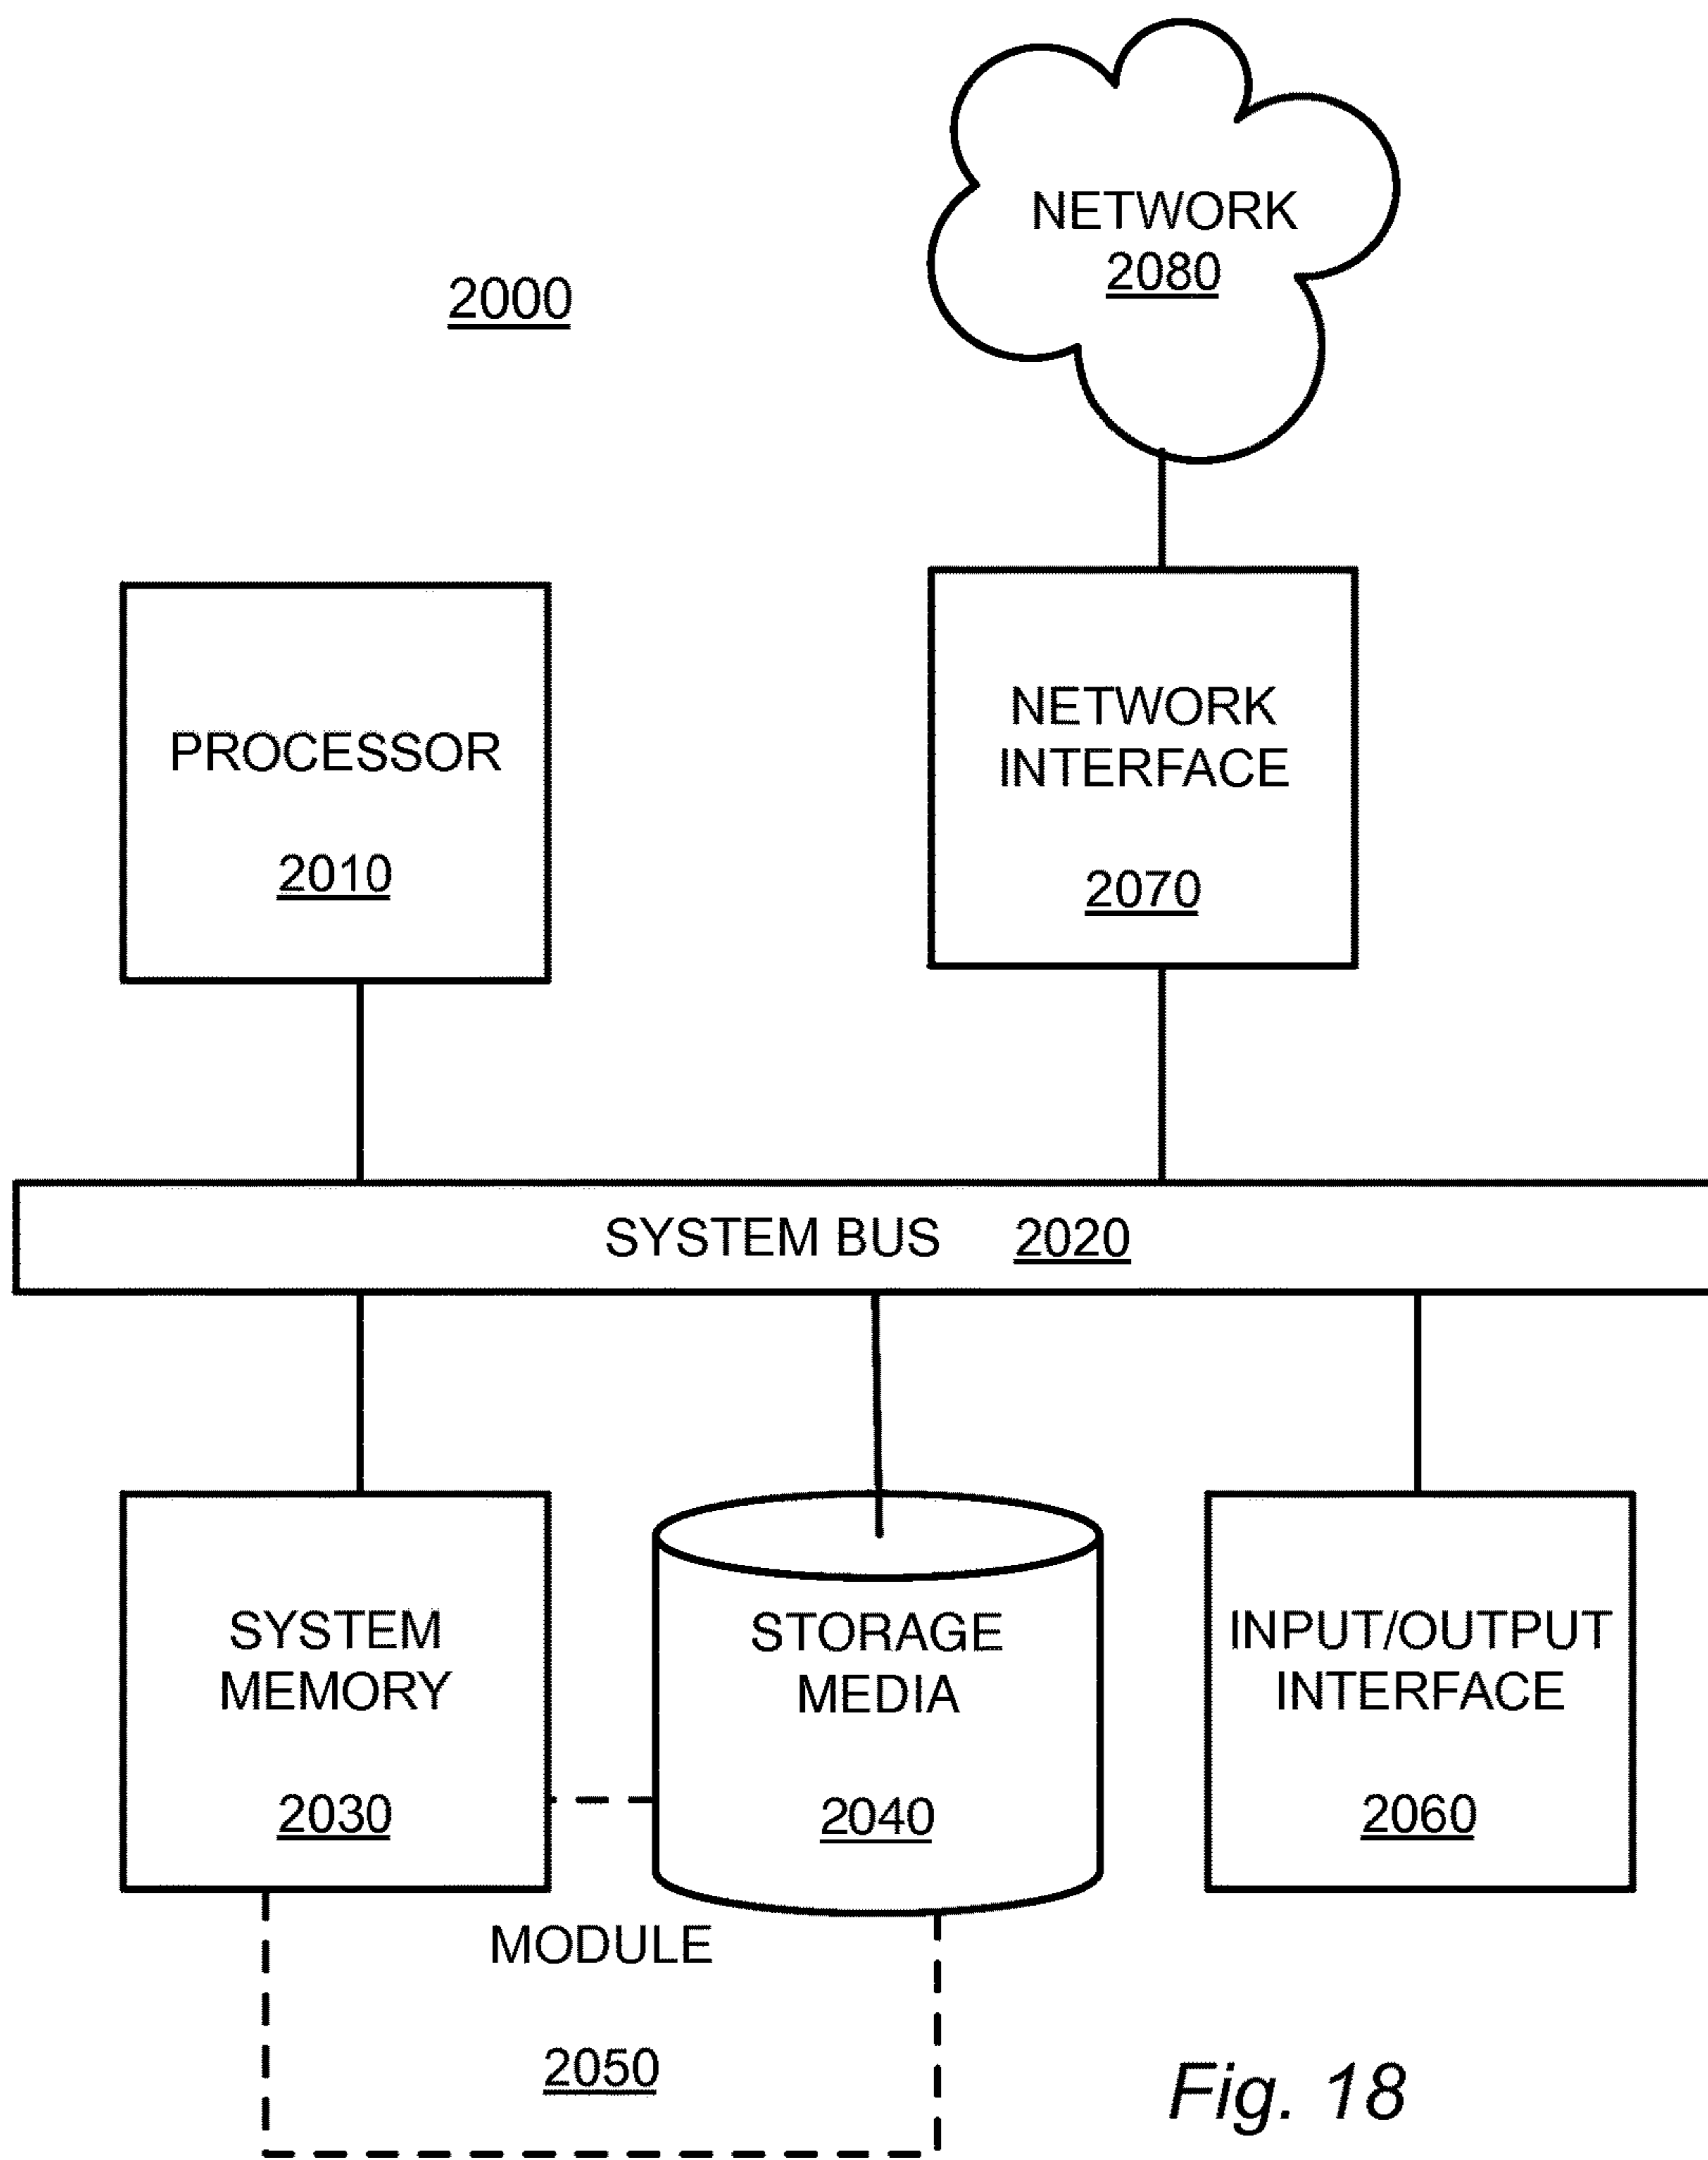 NETWORK
2080
2000
PROCESSOR
2010
NETWORK
INTERFACE
2070
SYSTEM BUS 2020
SYSTEM
MEMORY
2030
STORAGE
MEDIA
2040
INPUT/OUTPUT
INTERFACE
2060
MODULE
2050
Fig. 18